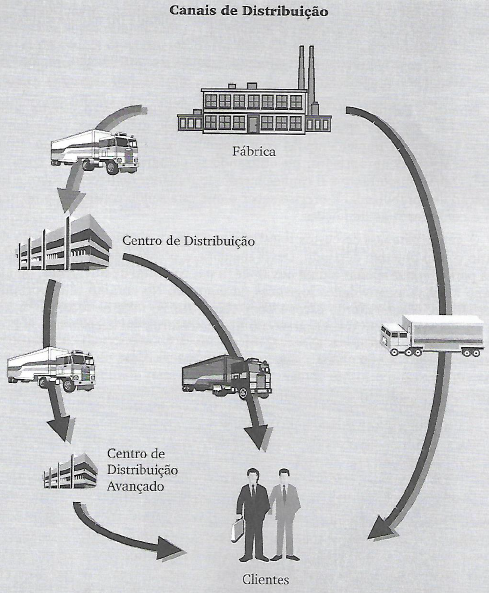 Canais de Distribuição
Fábrica
Centro de Distribuição
Centro de
Distribuição
Avançado
Clientes